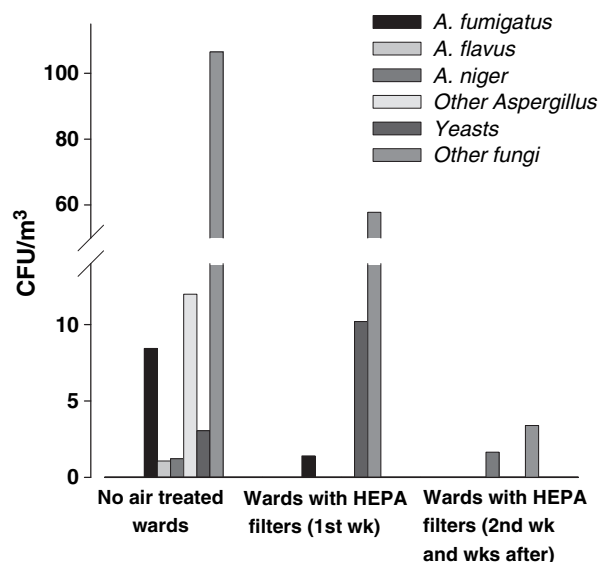 A. fumigatus
A. flavus
A. niger
Other Aspergillus
Yeasts
Other fungi
CFU/m³
100
80
60
10
5
0
No air treated
wards
Wards with HEPA
filters (1st wk)
Wards with HEPA
filters (2nd wk
and wks after)